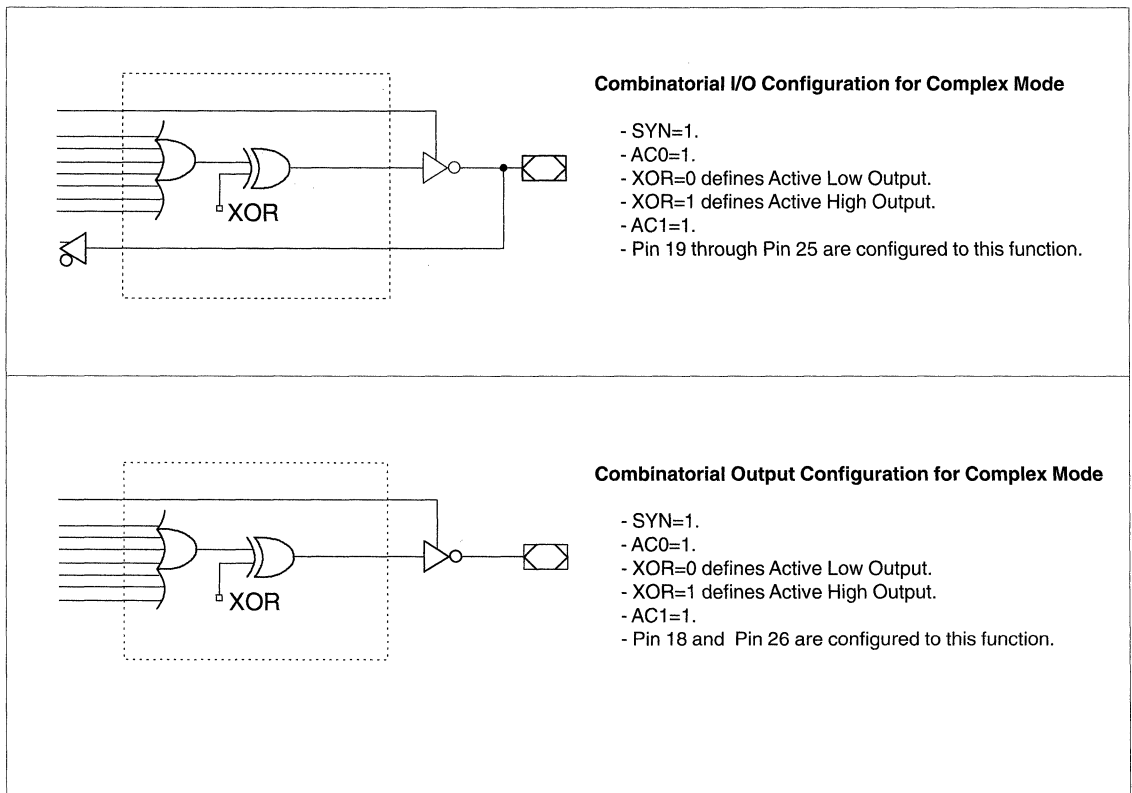 Combinatorial I/O Configuration for Complex Mode
- SYN=1.
- AC0=1.
- XOR=0 defines Active Low Output.
- XOR=1 defines Active High Output.
- AC1=1.
- Pin 19 through Pin 25 are configured to this function.
XOR
Combinatorial Output Configuration for Complex Mode
- SYN=1.
- AC0=1.
- XOR=0 defines Active Low Output.
- XOR=1 defines Active High Output.
- AC1=1.
- Pin 18 and Pin 26 are configured to this function.
XOR